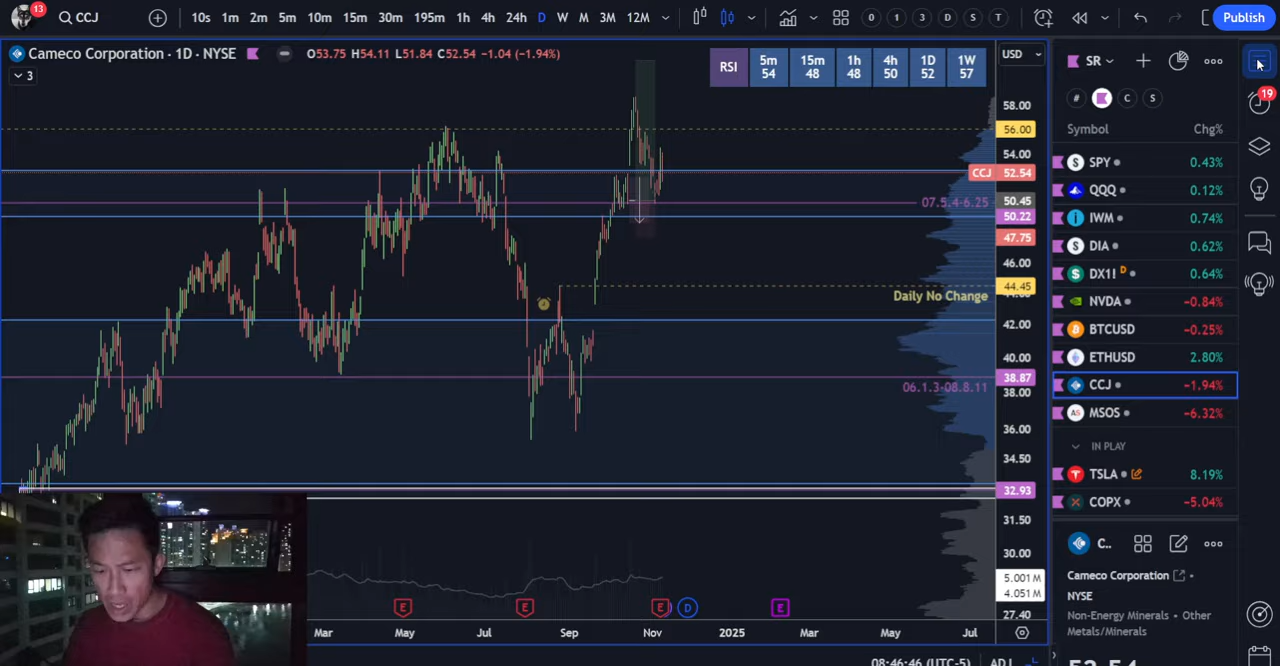 13
CCJ
10s 1m 2m 5m 10m 15m 30m 195m 1h 4h 24h D W M 3M 12M
0 1 3 D S T
Publish
Cameco Corporation · 1D · NYSE
O53.75 H54.11 L51.84 C52.54 −1.04 (−1.94%)
3
RSI
5m 54
15m 48
1h 48
4h 50
1D 52
1W 57
USD
58.00
56.00
54.00
CCJ 52.54
50.45
50.22
47.75
46.00
44.45
42.00
40.00
38.87
38.00
36.00
34.50
32.93
31.50
30.00
5.001 M
4.051 M
27.40
07.5.4-6.25
Daily No Change
06.1.3-08.8.11
E E E D E
Mar May Jul Sep Nov 2025 Mar May Jul
08:46:46 (UTC-5) ADJ
SR
# C S
Symbol Chg%
SPY 0.43%
QQQ 0.12%
IWM 0.74%
DIA 0.62%
DX1! D 0.64%
NVDA −0.84%
BTCUSD −0.25%
ETHUSD 2.80%
CCJ −1.94%
MSOS −6.32%
IN PLAY
TSLA 8.19%
COPX −5.04%
C..
Cameco Corporation
NYSE
Non-Energy Minerals • Other
Metals/Minerals
52.54
19